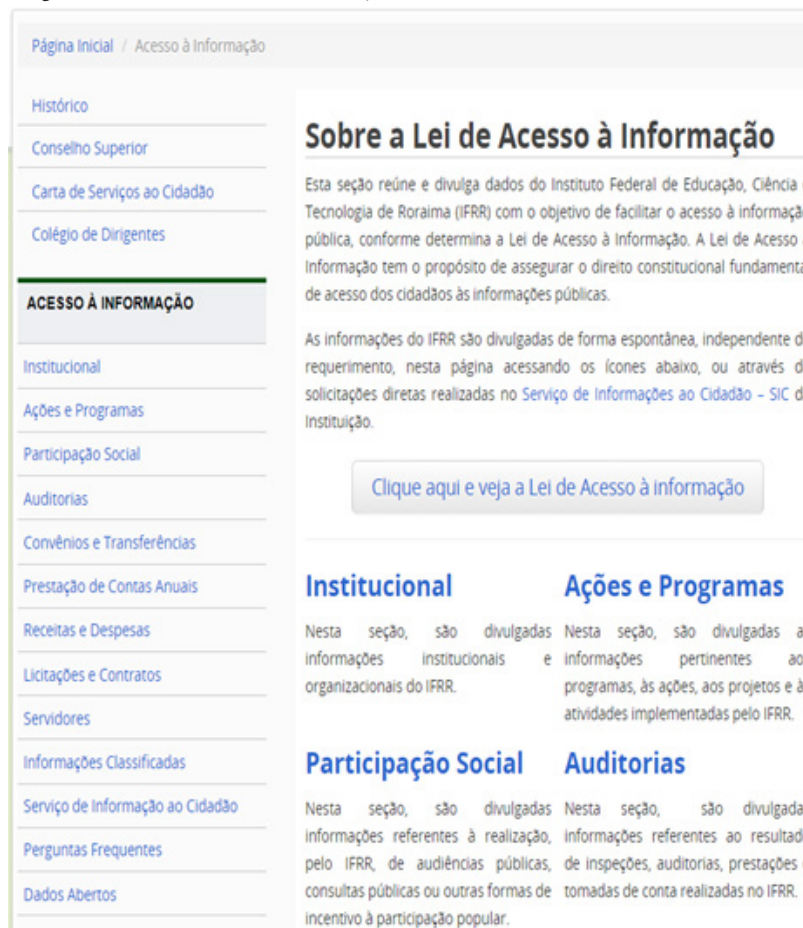 Página Inicial / Acesso à Informação
Histórico
Conselho Superior
Carta de Serviços ao Cidadão
Colégio de Dirigentes
ACESSO À INFORMAÇÃO
Institucional
Ações e Programas
Participação Social
Auditorias
Convênios e Transferências
Prestação de Contas Anuais
Receitas e Despesas
Licitações e Contratos
Servidores
Informações Classificadas
Serviço de Informação ao Cidadão
Perguntas Frequentes
Dados Abertos
Sobre a Lei de Acesso à Informação
Esta seção reúne e divulga dados do Instituto Federal de Educação, Ciência
Tecnologia de Roraima (IFRR) com o objetivo de facilitar o acesso à informação
pública, conforme determina a Lei de Acesso à Informação. A Lei de Acesso
Informação tem o propósito de assegurar o direito constitucional fundamenta
de acesso dos cidadãos às informações públicas.
As informações do IFRR são divulgadas de forma espontânea, independente d
requerimento, nesta página acessando os ícones abaixo, ou através d
solicitações diretas realizadas no Serviço de Informações ao Cidadão – SIC d
Instituição.
Clique aqui e veja a Lei de Acesso à informação
Institucional
Nesta seção, são divulgadas
informações institucionais e
organizacionais do IFRR.
Ações e Programas
Nesta seção, são divulgadas a
informações pertinentes ao
programas, às ações, aos projetos e à
atividades implementadas pelo IFRR.
Participação Social
Nesta seção, são divulgadas
informações referentes à realização,
pelo IFRR, de audiências públicas,
consultas públicas ou outras formas de
incentivo à participação popular.
Auditorias
Nesta seção, são divulgada
informações referentes ao resultad
de inspeções, auditorias, prestações
tomadas de conta realizadas no IFRR.